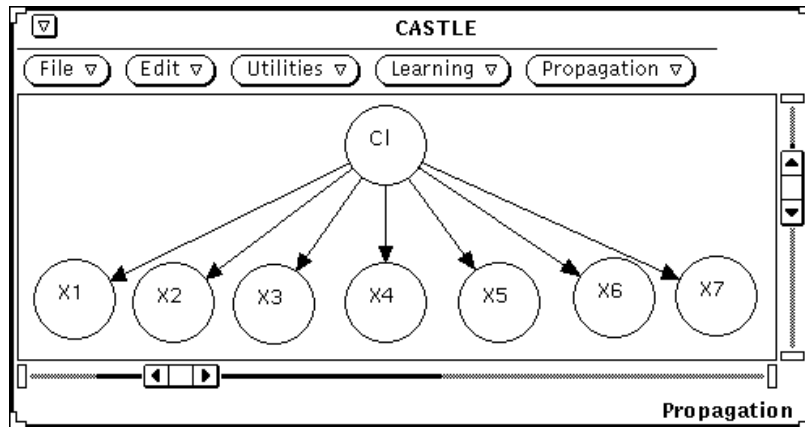 CASTLE
File Edit Utilities Learning Propagation
Cl
X1 X2 X3 X4 X5 X6 X7
Propagation